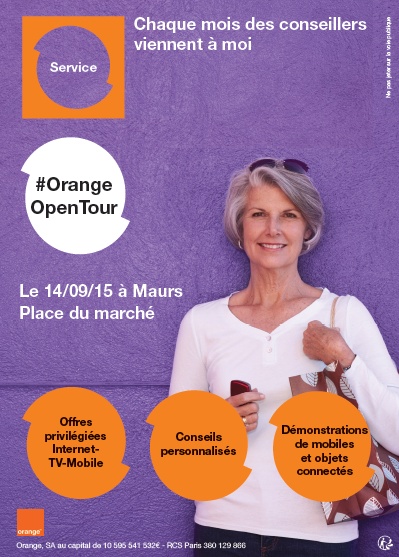 Chaque mois des conseillers
viennent à moi
Service
Ne pas jeter sur la voie publique
#Orange
OpenTour
Le 14/09/15 à Maurs
Place du marché
Offres
privilégiées
Internet-
TV-Mobile
Conseils
personnalisés
Démonstrations
de mobiles
et objets
connectés
orange
Orange, SA au capital de 10 595 541 532€ - RCS Paris 380 129 866